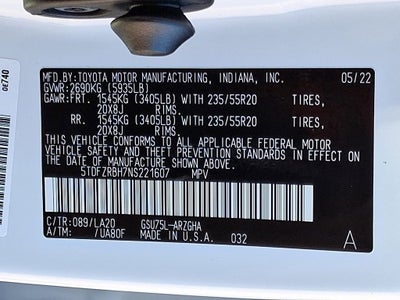 0E740
MFD.BY:TOYOTA MOTOR MANUFACTURING, INDIANA, INC. 05/22
GVWR:2690KG (5935LB)
GAWR:FRT. 1545KG (3405LB) WITH 235/55R20 TIRES,
20X8J RIMS,
RR. 1545KG (3405LB) WITH 235/55R20 TIRES,
20X8J RIMS.
THIS VEHICLE CONFORMS TO ALL APPLICABLE FEDERAL MOTOR
VEHICLE SAFETY AND THEFT PREVENTION STANDARDS IN EFFECT
ON THE DATE OF MANUFACTURE SHOWN ABOVE.
5TDFZRBH7NS221607 MPV
C/TR:089/LA20 GSU75L-ARZGHA
A/TM: /UA80F MADE IN U.S.A. 032 A